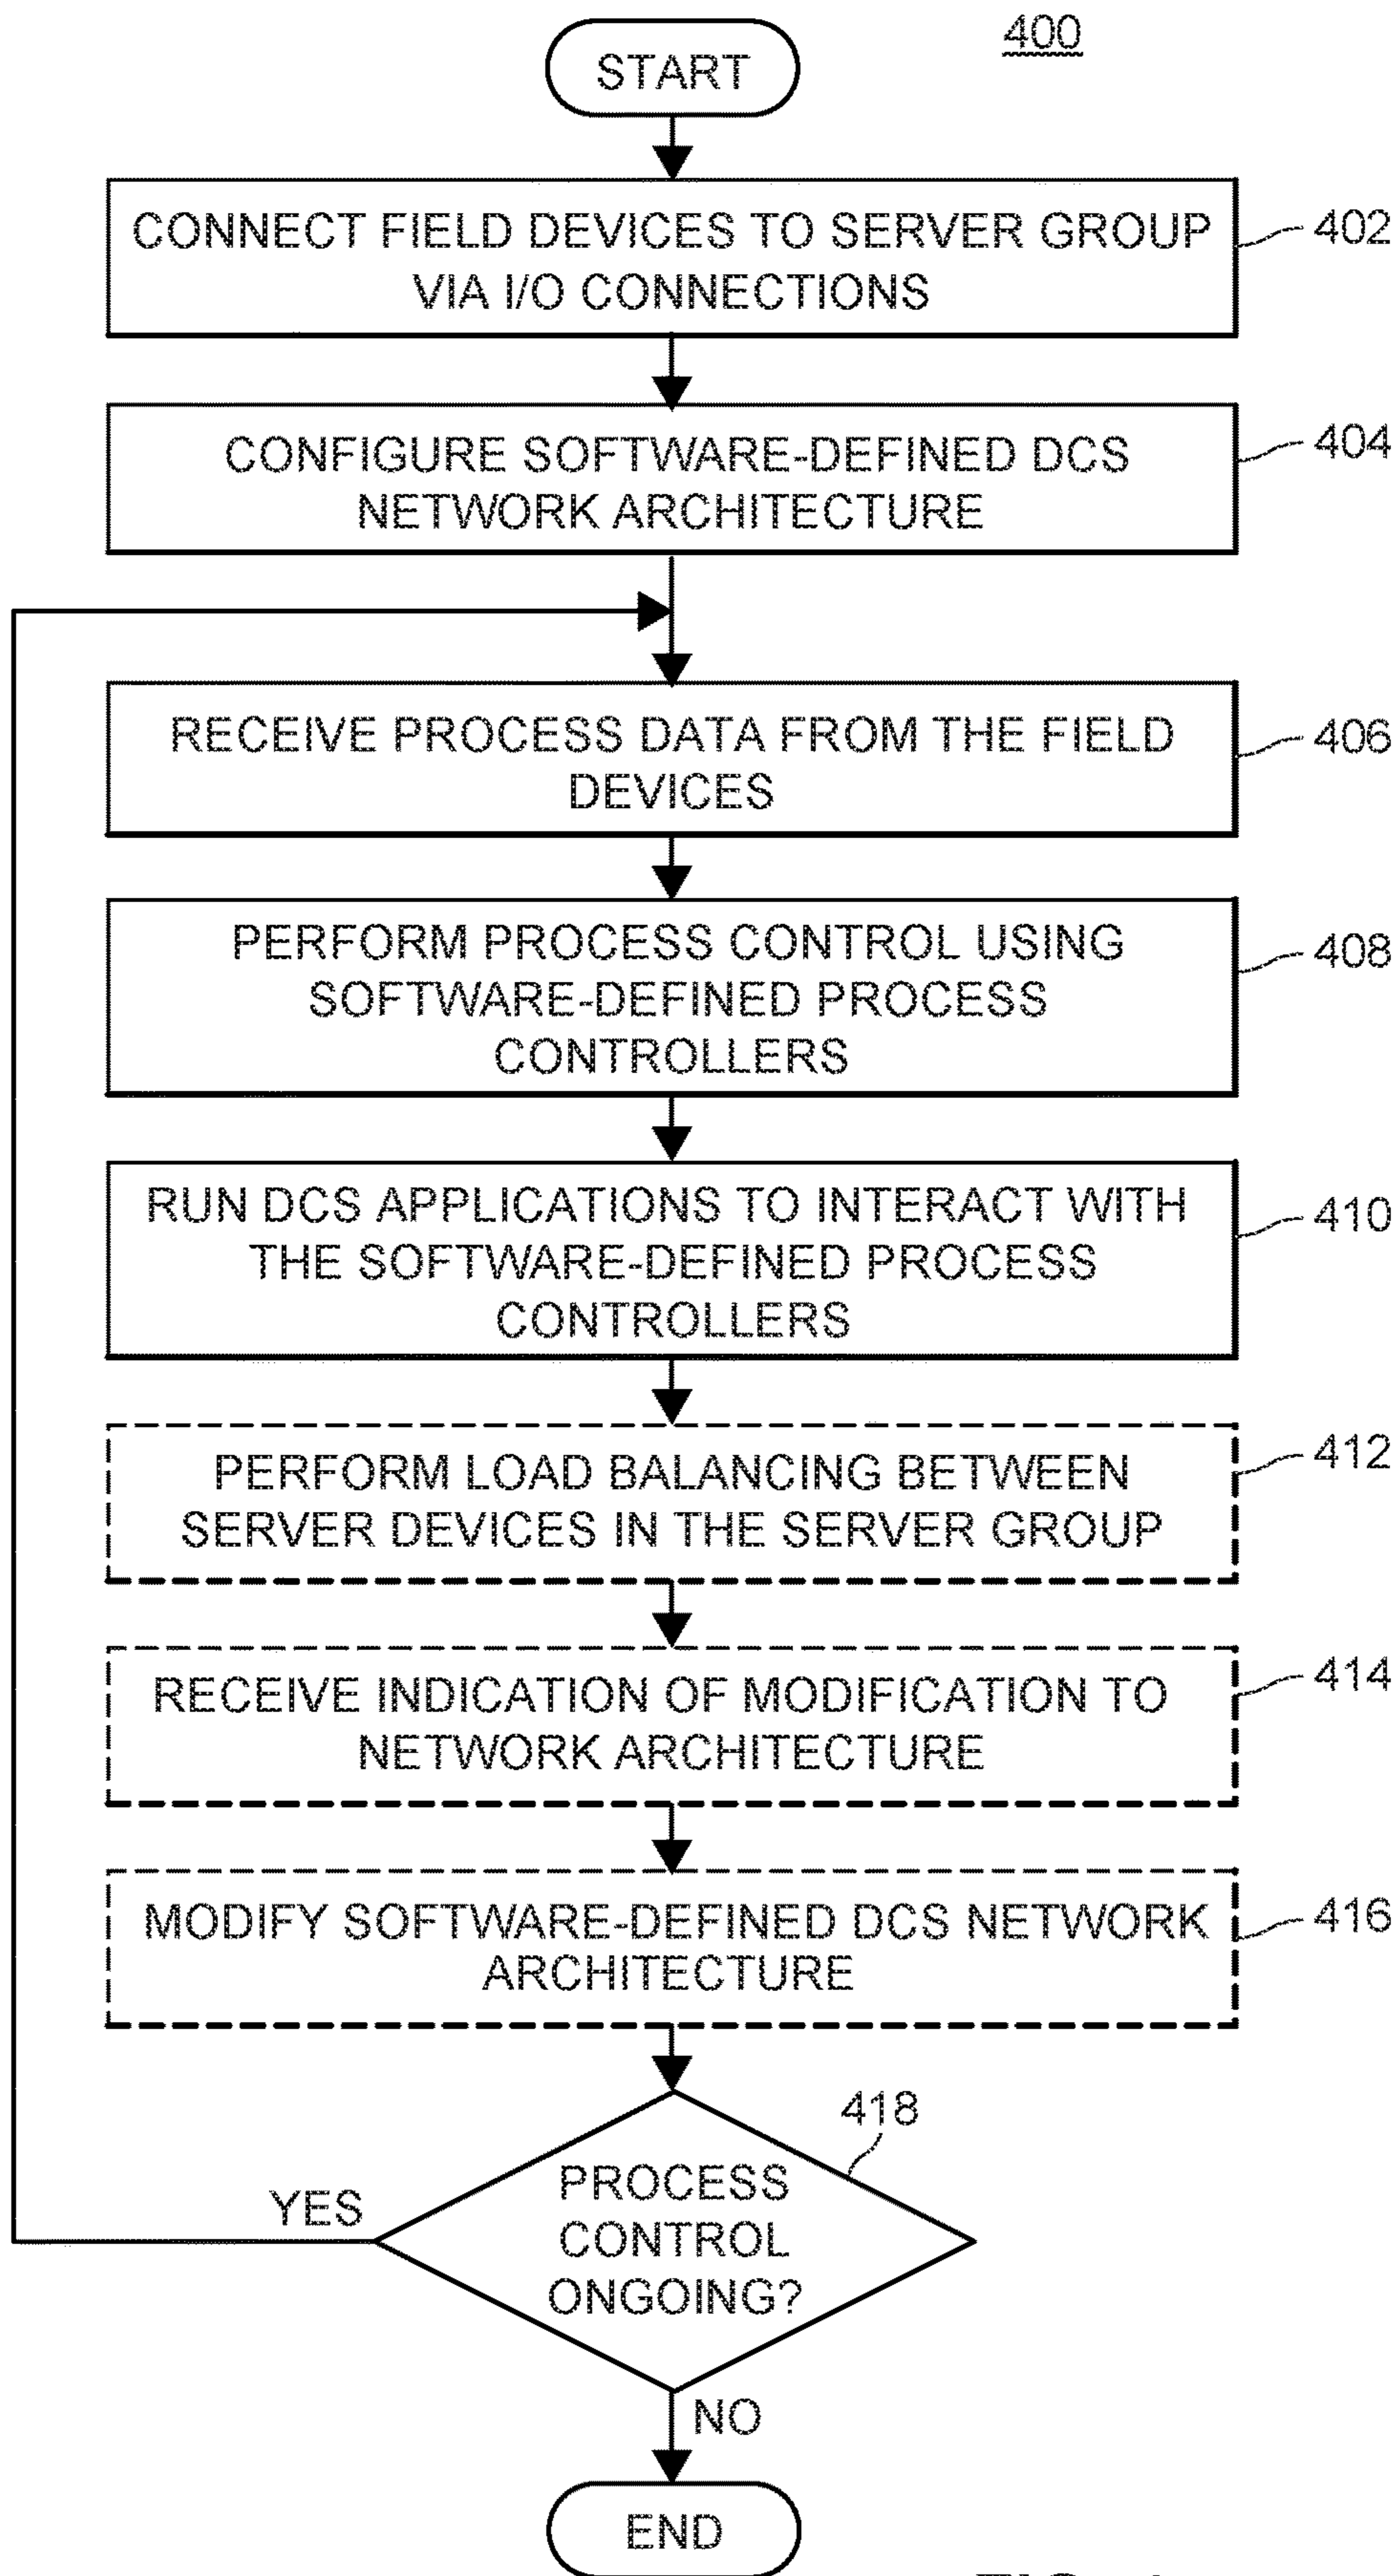 400
START
CONNECT FIELD DEVICES TO SERVER GROUP
VIA I/O CONNECTIONS
402
CONFIGURE SOFTWARE-DEFINED DCS
NETWORK ARCHITECTURE
404
RECEIVE PROCESS DATA FROM THE FIELD
DEVICES
406
PERFORM PROCESS CONTROL USING
SOFTWARE-DEFINED PROCESS
CONTROLLERS
408
RUN DCS APPLICATIONS TO INTERACT WITH
THE SOFTWARE-DEFINED PROCESS
CONTROLLERS
410
PERFORM LOAD BALANCING BETWEEN
SERVER DEVICES IN THE SERVER GROUP
412
RECEIVE INDICATION OF MODIFICATION TO
NETWORK ARCHITECTURE
414
MODIFY SOFTWARE-DEFINED DCS NETWORK
ARCHITECTURE
416
418
PROCESS
CONTROL
ONGOING?
YES
NO
END